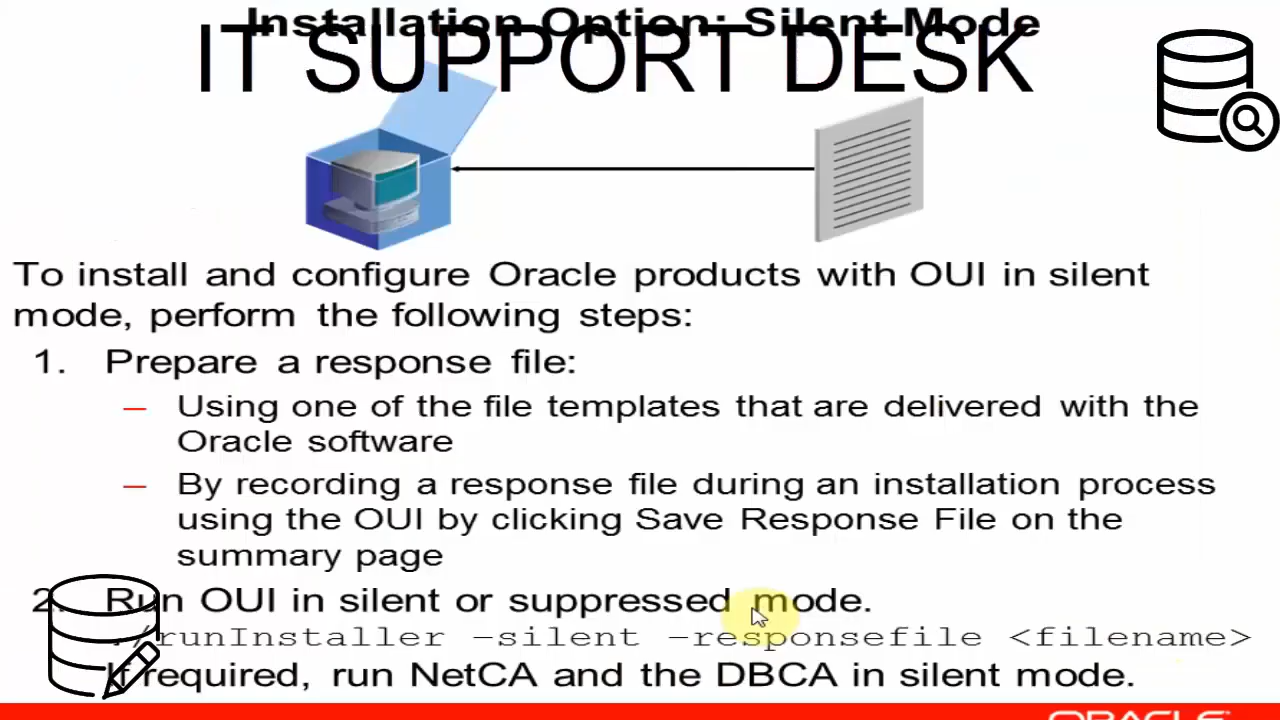 Installation Option: Silent Mode
IT SUPPORT DESK
To install and configure Oracle products with OUI in silent
mode, perform the following steps:
1. Prepare a response file:
– Using one of the file templates that are delivered with the
Oracle software
– By recording a response file during an installation process
using the OUI by clicking Save Response File on the
summary page
2. Run OUI in silent or suppressed mode.
./runInstaller –silent –responsefile <filename>
If required, run NetCA and the DBCA in silent mode.
ORACLE